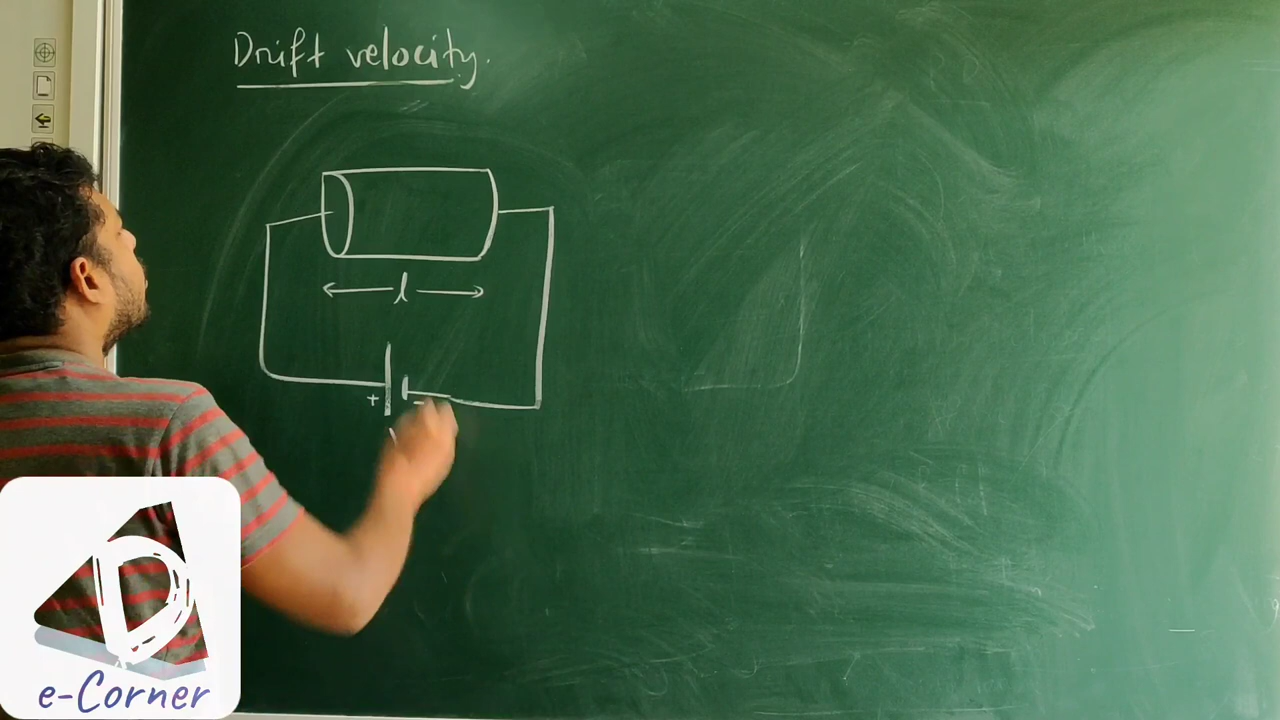 Drift velocity.
l
+ -
e-Corner